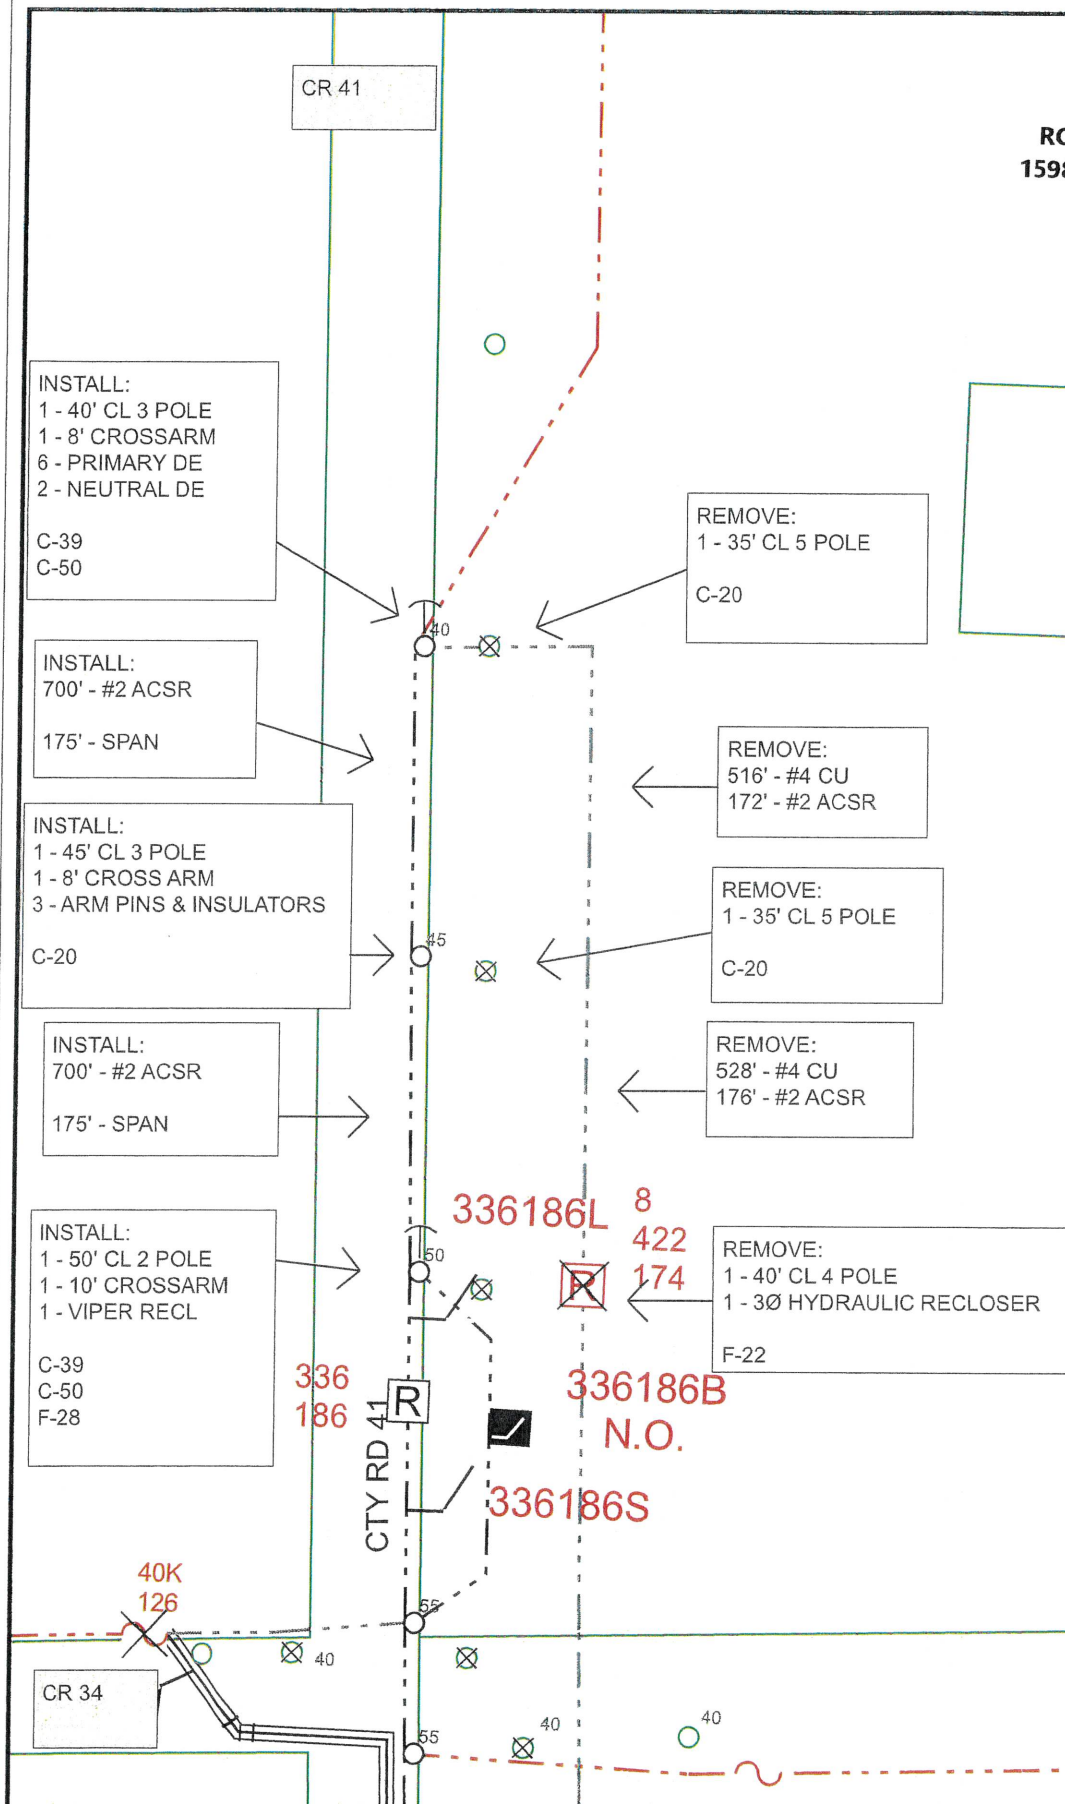 CR 41
RO
1598
INSTALL:
1 - 40' CL 3 POLE
1 - 8' CROSSARM
6 - PRIMARY DE
2 - NEUTRAL DE
C-39
C-50
REMOVE:
1 - 35' CL 5 POLE
C-20
40
INSTALL:
700' - #2 ACSR
175' - SPAN
REMOVE:
516' - #4 CU
172' - #2 ACSR
INSTALL:
1 - 45' CL 3 POLE
1 - 8' CROSS ARM
3 - ARM PINS & INSULATORS
C-20
45
REMOVE:
1 - 35' CL 5 POLE
C-20
INSTALL:
700' - #2 ACSR
175' - SPAN
REMOVE:
528' - #4 CU
176' - #2 ACSR
336186L
8
422
174
INSTALL:
1 - 50' CL 2 POLE
1 - 10' CROSSARM
1 - VIPER RECL
C-39
C-50
F-28
50
R
REMOVE:
1 - 40' CL 4 POLE
1 - 3Ø HYDRAULIC RECLOSER
F-22
336
186
R
CTY RD 41
336186B
N.O.
336186S
40K
126
55
40
CR 34
55
40
40